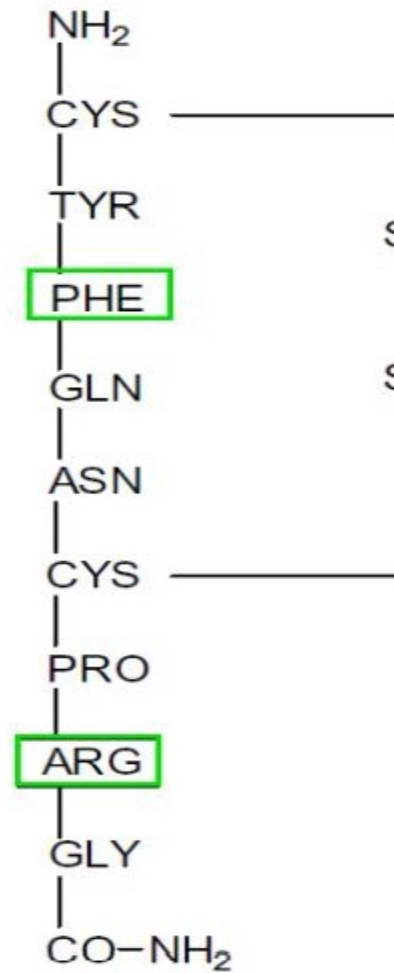 NH₂
CYS
TYR
S
PHE
GLN
S
ASN
CYS
PRO
ARG
GLY
CO–NH₂